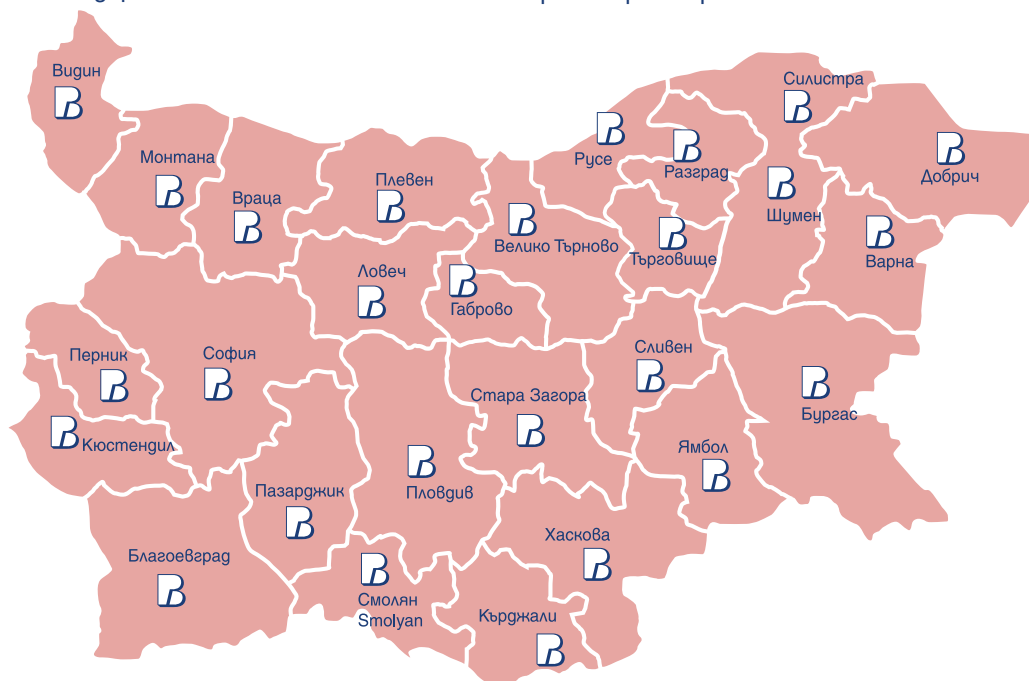 Видин
Силистра
Монтана
Русе
Разград
Добрич
Враца
Плевен
Шумен
Велико Търново
Търговище
Варна
Ловеч
Габрово
Перник
София
Сливен
Стара Загора
Бургас
Кюстендил
Ямбол
Пазарджик
Пловдив
Хаскова
Благоевград
Смолян
Smolyan
Кърджали